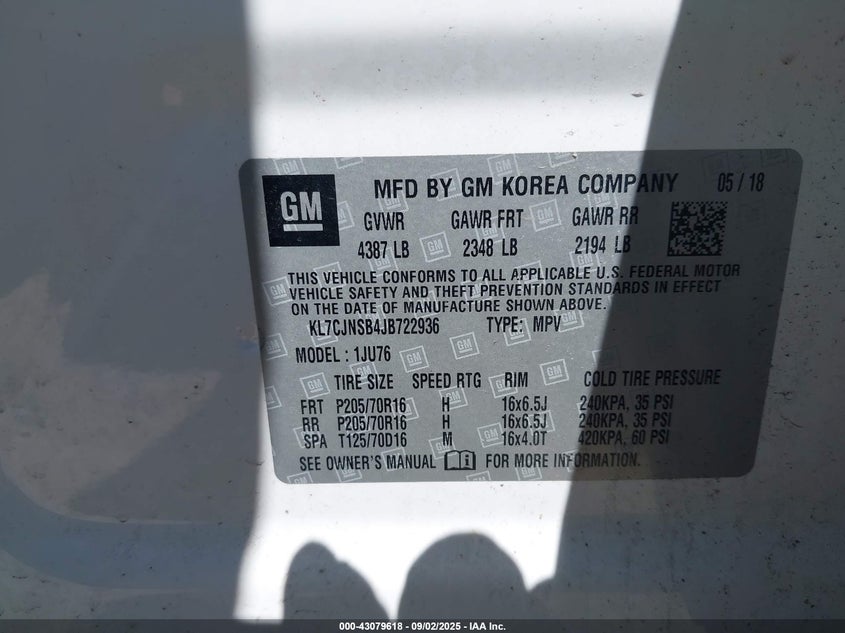 GM
MFD BY GM KOREA COMPANY 05 / 18
GVWR GAWR FRT GAWR RR
4387 LB 2348 LB 2194 LB
THIS VEHICLE CONFORMS TO ALL APPLICABLE U.S. FEDERAL MOTOR
VEHICLE SAFETY AND THEFT PREVENTION STANDARDS IN EFFECT
ON THE DATE OF MANUFACTURE SHOWN ABOVE.
KL7CJNSB4JB722936 TYPE: MPV
MODEL : 1JU76
TIRE SIZE SPEED RTG RIM COLD TIRE PRESSURE
FRT P205/70R16 H 16x6.5J 240KPA, 35 PSI
RR P205/70R16 H 16x6.5J 240KPA, 35 PSI
SPA T125/70D16 M 16x4.0T 420KPA, 60 PSI
SEE OWNER'S MANUAL FOR MORE INFORMATION.
000-43079618 - 09/02/2025 - IAA Inc.